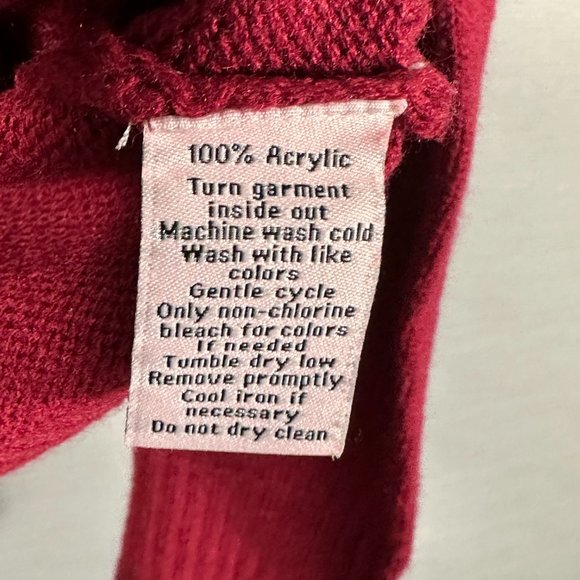 100% Acrylic
Turn garment
inside out
Machine wash cold
Wash with like
colors
Gentle cycle
Only non-chlorine
bleach for colors
If needed
Tumble dry low
Remove promptly
Cool iron if
necessary
Do not dry clean